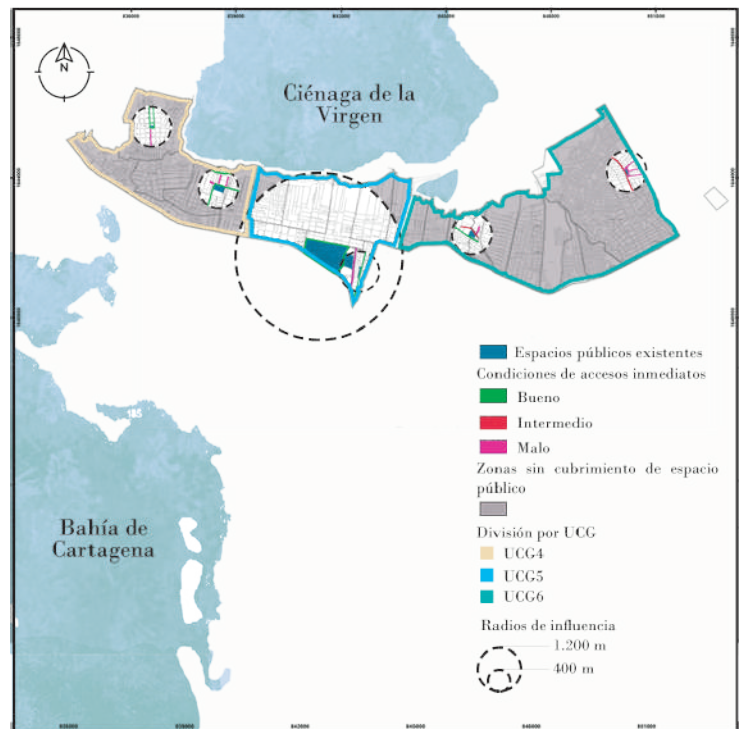 N
Ciénaga de la
Virgen
185
Bahía de
Cartagena
Espacios públicos existentes
Condiciones de accesos inmediatos
Bueno
Intermedio
Malo
Zonas sin cubrimiento de espacio
público
División por UCG
UCG4
UCG5
UCG6
Radios de influencia
1.200 m
400 m